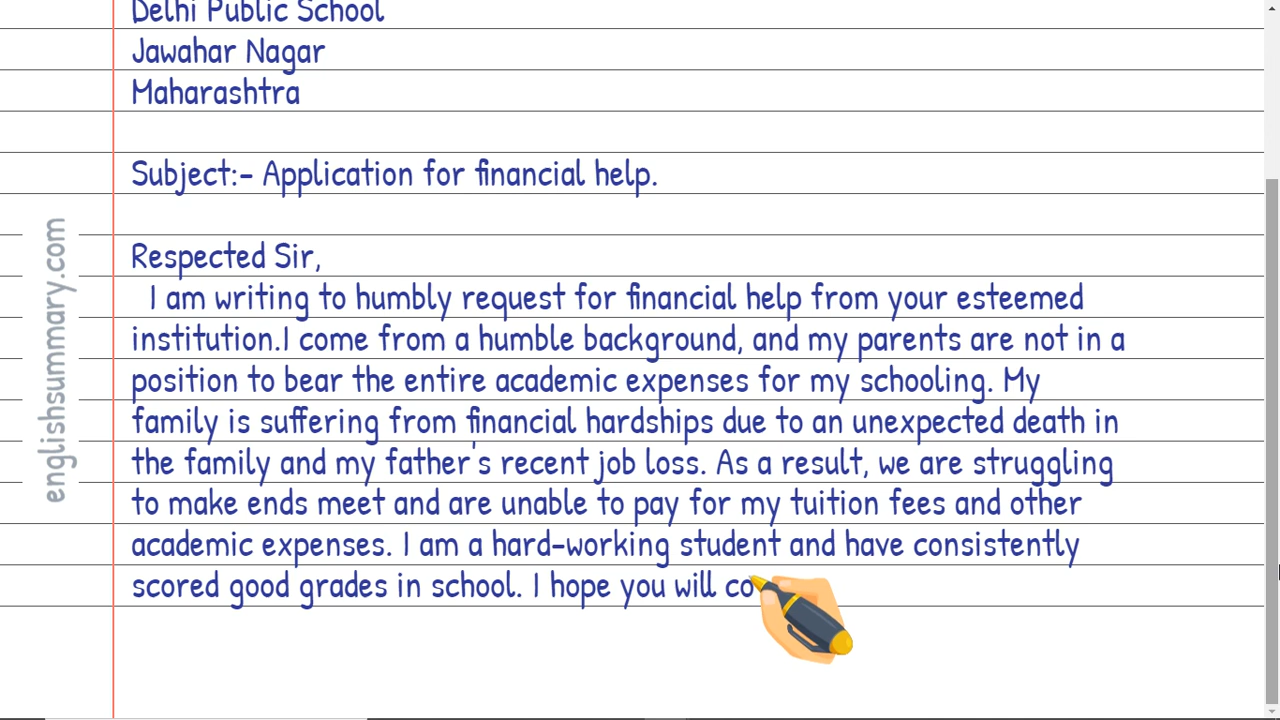 Delhi Public School
Jawahar Nagar
Maharashtra
Subject:- Application for financial help.
Respected Sir,
I am writing to humbly request for financial help from your esteemed
institution.I come from a humble background, and my parents are not in a
position to bear the entire academic expenses for my schooling. My
family is suffering from financial hardships due to an unexpected death in
the family and my father's recent job loss. As a result, we are struggling
to make ends meet and are unable to pay for my tuition fees and other
academic expenses. I am a hard-working student and have consistently
scored good grades in school. I hope you will co
englishsummary.com